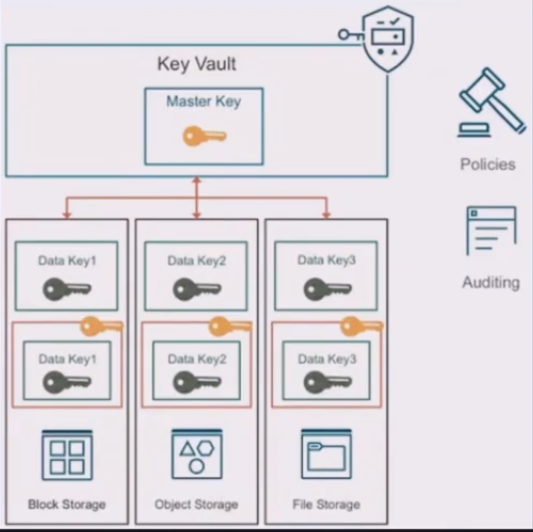 Key Vault
Master Key
Policies
Auditing
Data Key1
Data Key2
Data Key3
Data Key1
Data Key2
Data Key3
Block Storage
Object Storage
File Storage